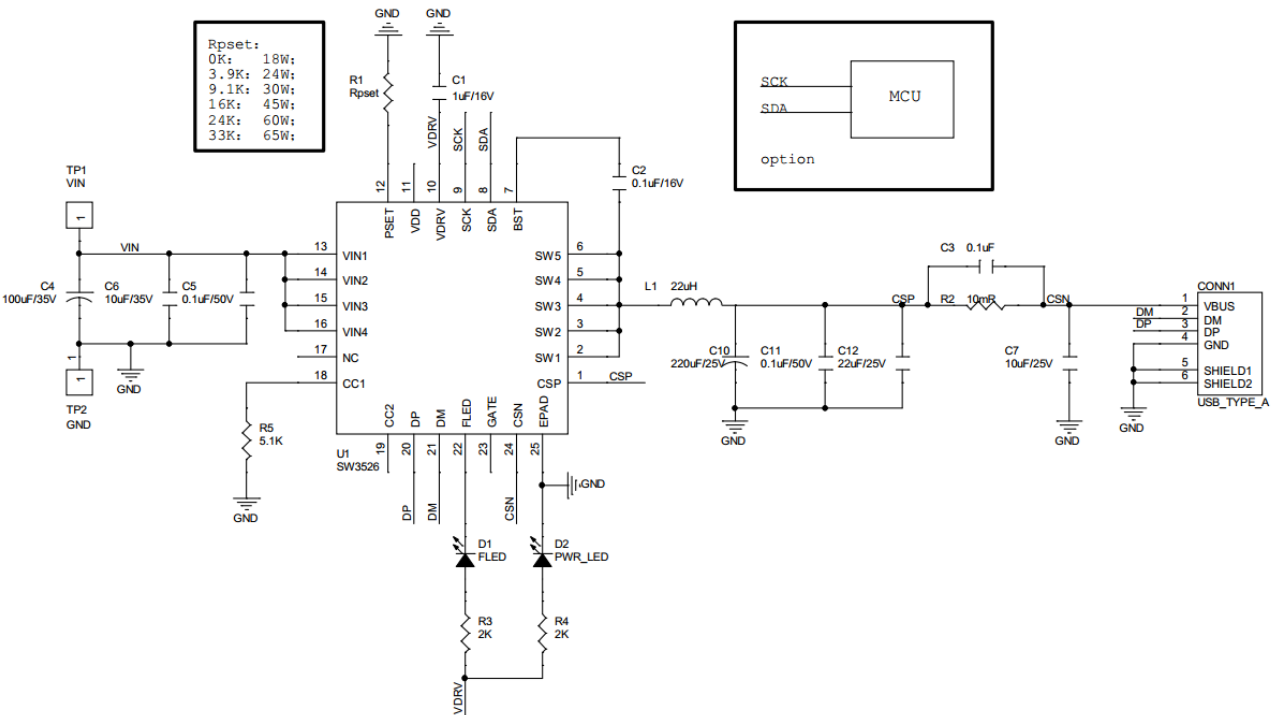 Rpset:
0K: 18W:
3.9K: 24W:
9.1K: 30W:
16K: 45W:
24K: 60W:
33K: 65W:
GND
GND
R1
Rpset
C1
1uF/16V
VDRV
SCK
SDA
SCK
SDA
MCU
option
C2
0.1uF/16V
TP1
VIN
1
VIN
C4
100uF/35V
C6
10uF/35V
C5
0.1uF/50V
1
1
TP2
GND
GND
12
11
10
9
8
7
PSET
VDD
VDRV
SCK
SDA
BST
13
VIN1
14
VIN2
15
VIN3
16
VIN4
17
NC
18
CC1
SW5
6
SW4
5
SW3
4
SW2
3
SW1
2
CSP
1
CSP
CC2
DP
DM
FLED
GATE
CSN
EPAD
19
20
21
22
23
24
25
U1
SW3526
R5
5.1K
GND
DP
DM
CSN
GND
D1
FLED
D2
PWR_LED
R3
2K
R4
2K
VDRV
L1
22uH
C10
220uF/25V
C11
0.1uF/50V
C12
22uF/25V
GND
CSP
C3
0.1uF
R2
10mR
CSN
C7
10uF/25V
GND
CONN1
1
VBUS
DM
2
DM
DP
3
DP
4
GND
5
SHIELD1
6
SHIELD2
USB_TYPE_A
GND